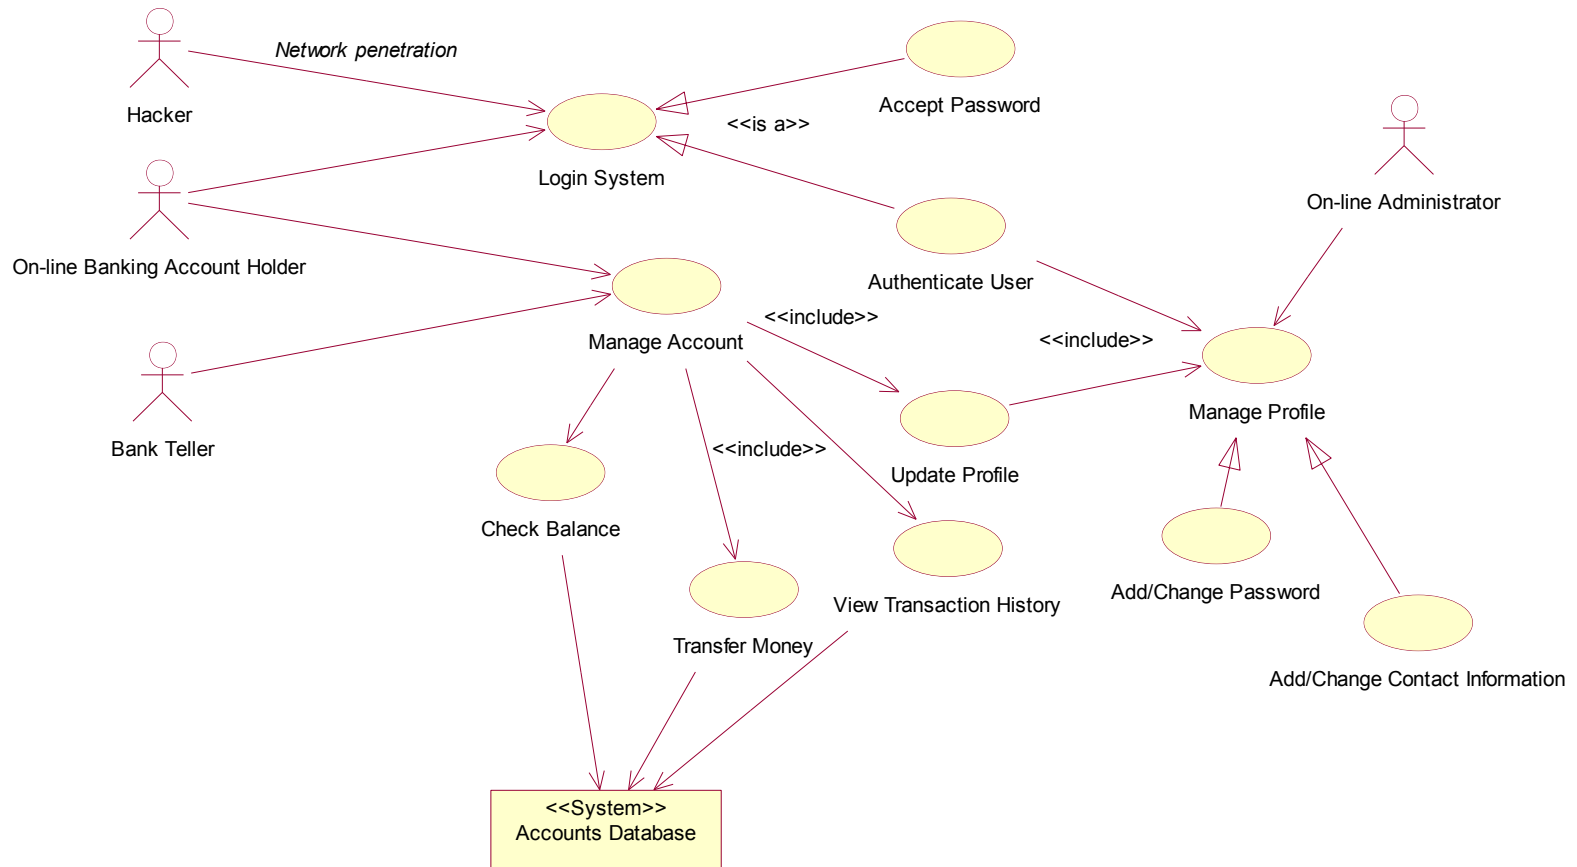 Network penetration
Hacker
Accept Password
<<is a>>
Login System
On-line Administrator
On-line Banking Account Holder
Authenticate User
<<include>>
<<include>>
Manage Account
Manage Profile
Bank Teller
<<include>>
Update Profile
Check Balance
Add/Change Password
View Transaction History
Transfer Money
Add/Change Contact Information
<<System>>
Accounts Database